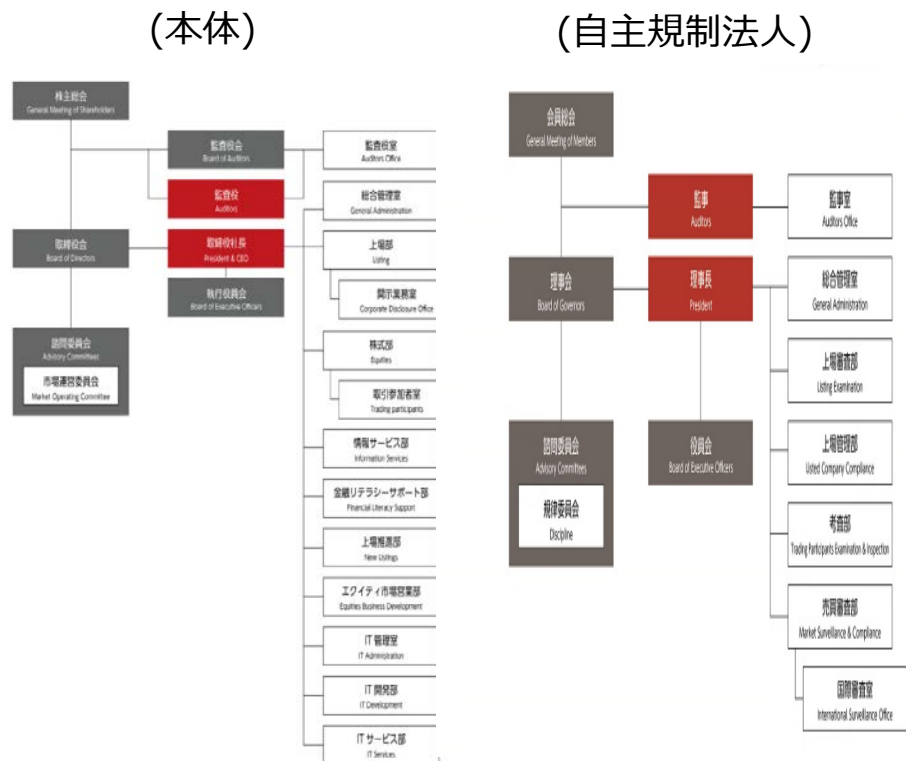 (本体)
株主総会
General Meeting of Shareholders
監査役会
Board of Auditors
監査役室
Auditors Office
監査役
Auditors
総合管理室
General Administration
取締役会
Board of Directors
取締役社長
President & CEO
上場部
Listing
執行役員会
Board of Executive Officers
開示業務室
Corporate Disclosure Office
諮問委員会
Advisory Committees
市場運営委員会
Market Operating Committee
株式部
Equities
取引参加者室
Trading participants
情報サービス部
Information Services
金融リテラシーサポート部
Financial Literacy Support
上場推進部
New Listings
エクイティ市場営業部
Equities Business Development
IT 管理室
IT Administration
IT 開発部
IT Development
IT サービス部
IT Services
(自主規制法人)
会員総会
General Meeting of Members
監事
Auditors
監事室
Auditors Office
理事会
Board of Governors
理事長
President
総合管理室
General Administration
上場審査部
Listing Examination
諮問委員会
Advisory Committees
規律委員会
Discipline
役員会
Board of Executive Officers
上場管理部
Listed Company Compliance
考査部
Trading Participants Examination & Inspection
売買審査部
Market Surveillance & Compliance
国際審査室
International Surveillance Office